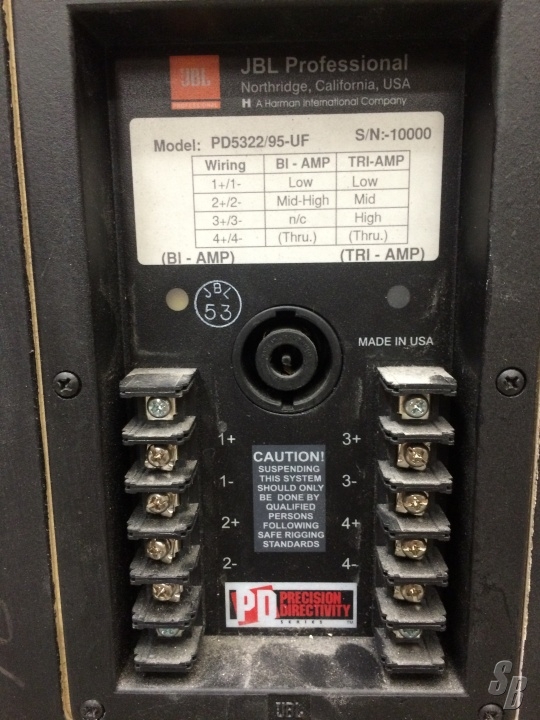 JBL
PROFESSIONAL
JBL Professional
Northridge, California, USA
H A Harman International Company
Model: PD5322/95-UF S/N:-10000
Wiring BI - AMP TRI-AMP
1+/1- Low Low
2+/2- Mid-High Mid
3+/3- n/c High
4+/4- (Thru.) (Thru.)
(BI - AMP) (TRI - AMP)
JBL
53
MADE IN USA
1+ 3+
1- 3-
2+ 4+
2- 4-
CAUTION!
SUSPENDING
THIS SYSTEM
SHOULD ONLY
BE DONE BY
QUALIFIED
PERSONS
FOLLOWING
SAFE RIGGING
STANDARDS
PD PRECISION
DIRECTIVITY
SERIES TM
JBL
SB